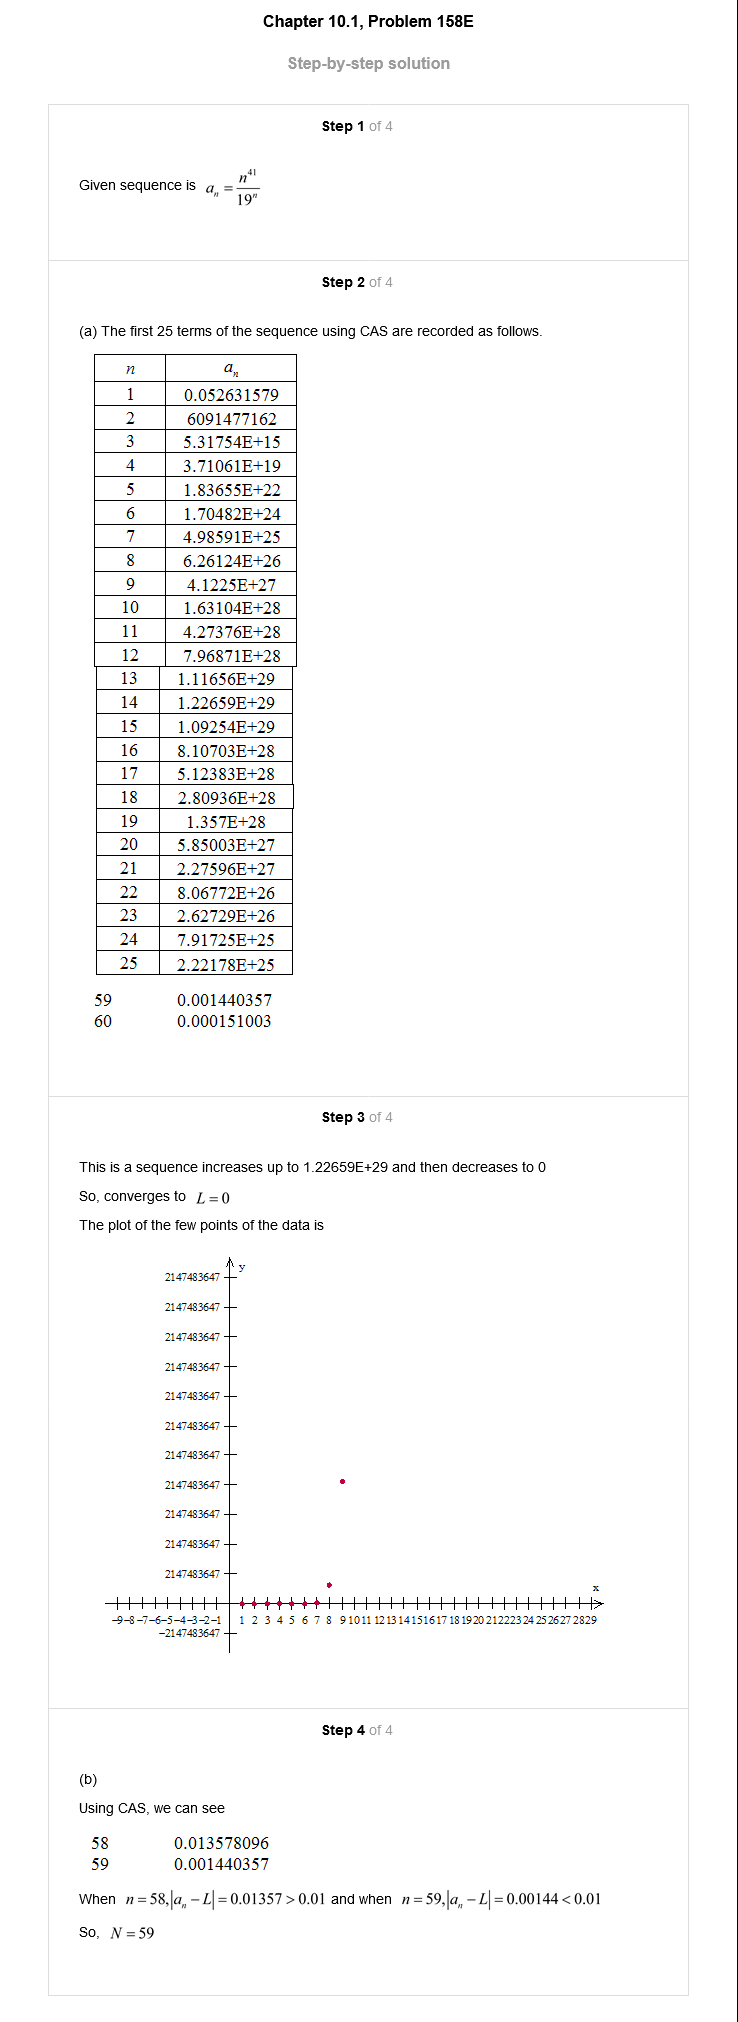 Chapter 10.1, Problem 158E
Step-by-step solution
Step 1 of 4
Given sequence is aₙ = n⁴¹/19ⁿ
Step 2 of 4
(a) The first 25 terms of the sequence using CAS are recorded as follows.
n aₙ
1 0.052631579
2 6091477162
3 5.31754E+15
4 3.71061E+19
5 1.83655E+22
6 1.70482E+24
7 4.98591E+25
8 6.26124E+26
9 4.1225E+27
10 1.63104E+28
11 4.27376E+28
12 7.96871E+28
13 1.11656E+29
14 1.22659E+29
15 1.09254E+29
16 8.10703E+28
17 5.12383E+28
18 2.80936E+28
19 1.357E+28
20 5.85003E+27
21 2.27596E+27
22 8.06772E+26
23 2.62729E+26
24 7.91725E+25
25 2.22178E+25
59 0.001440357
60 0.000151003
Step 3 of 4
This is a sequence increases up to 1.22659E+29 and then decreases to 0
So, converges to L = 0
The plot of the few points of the data is
y
2147483647
2147483647
2147483647
2147483647
2147483647
2147483647
2147483647
2147483647
2147483647
2147483647
2147483647
x
-9-8-7-6-5-4-3-2-1 1 2 3 4 5 6 7 8 9 10 11 12 13 14 15 16 17 18 19 20 21 22 23 24 25 26 27 28 29
-2147483647
Step 4 of 4
(b)
Using CAS, we can see
58 0.013578096
59 0.001440357
When n = 58, |aₙ − L| = 0.01357 > 0.01 and when n = 59, |aₙ − L| = 0.00144 < 0.01
So, N = 59